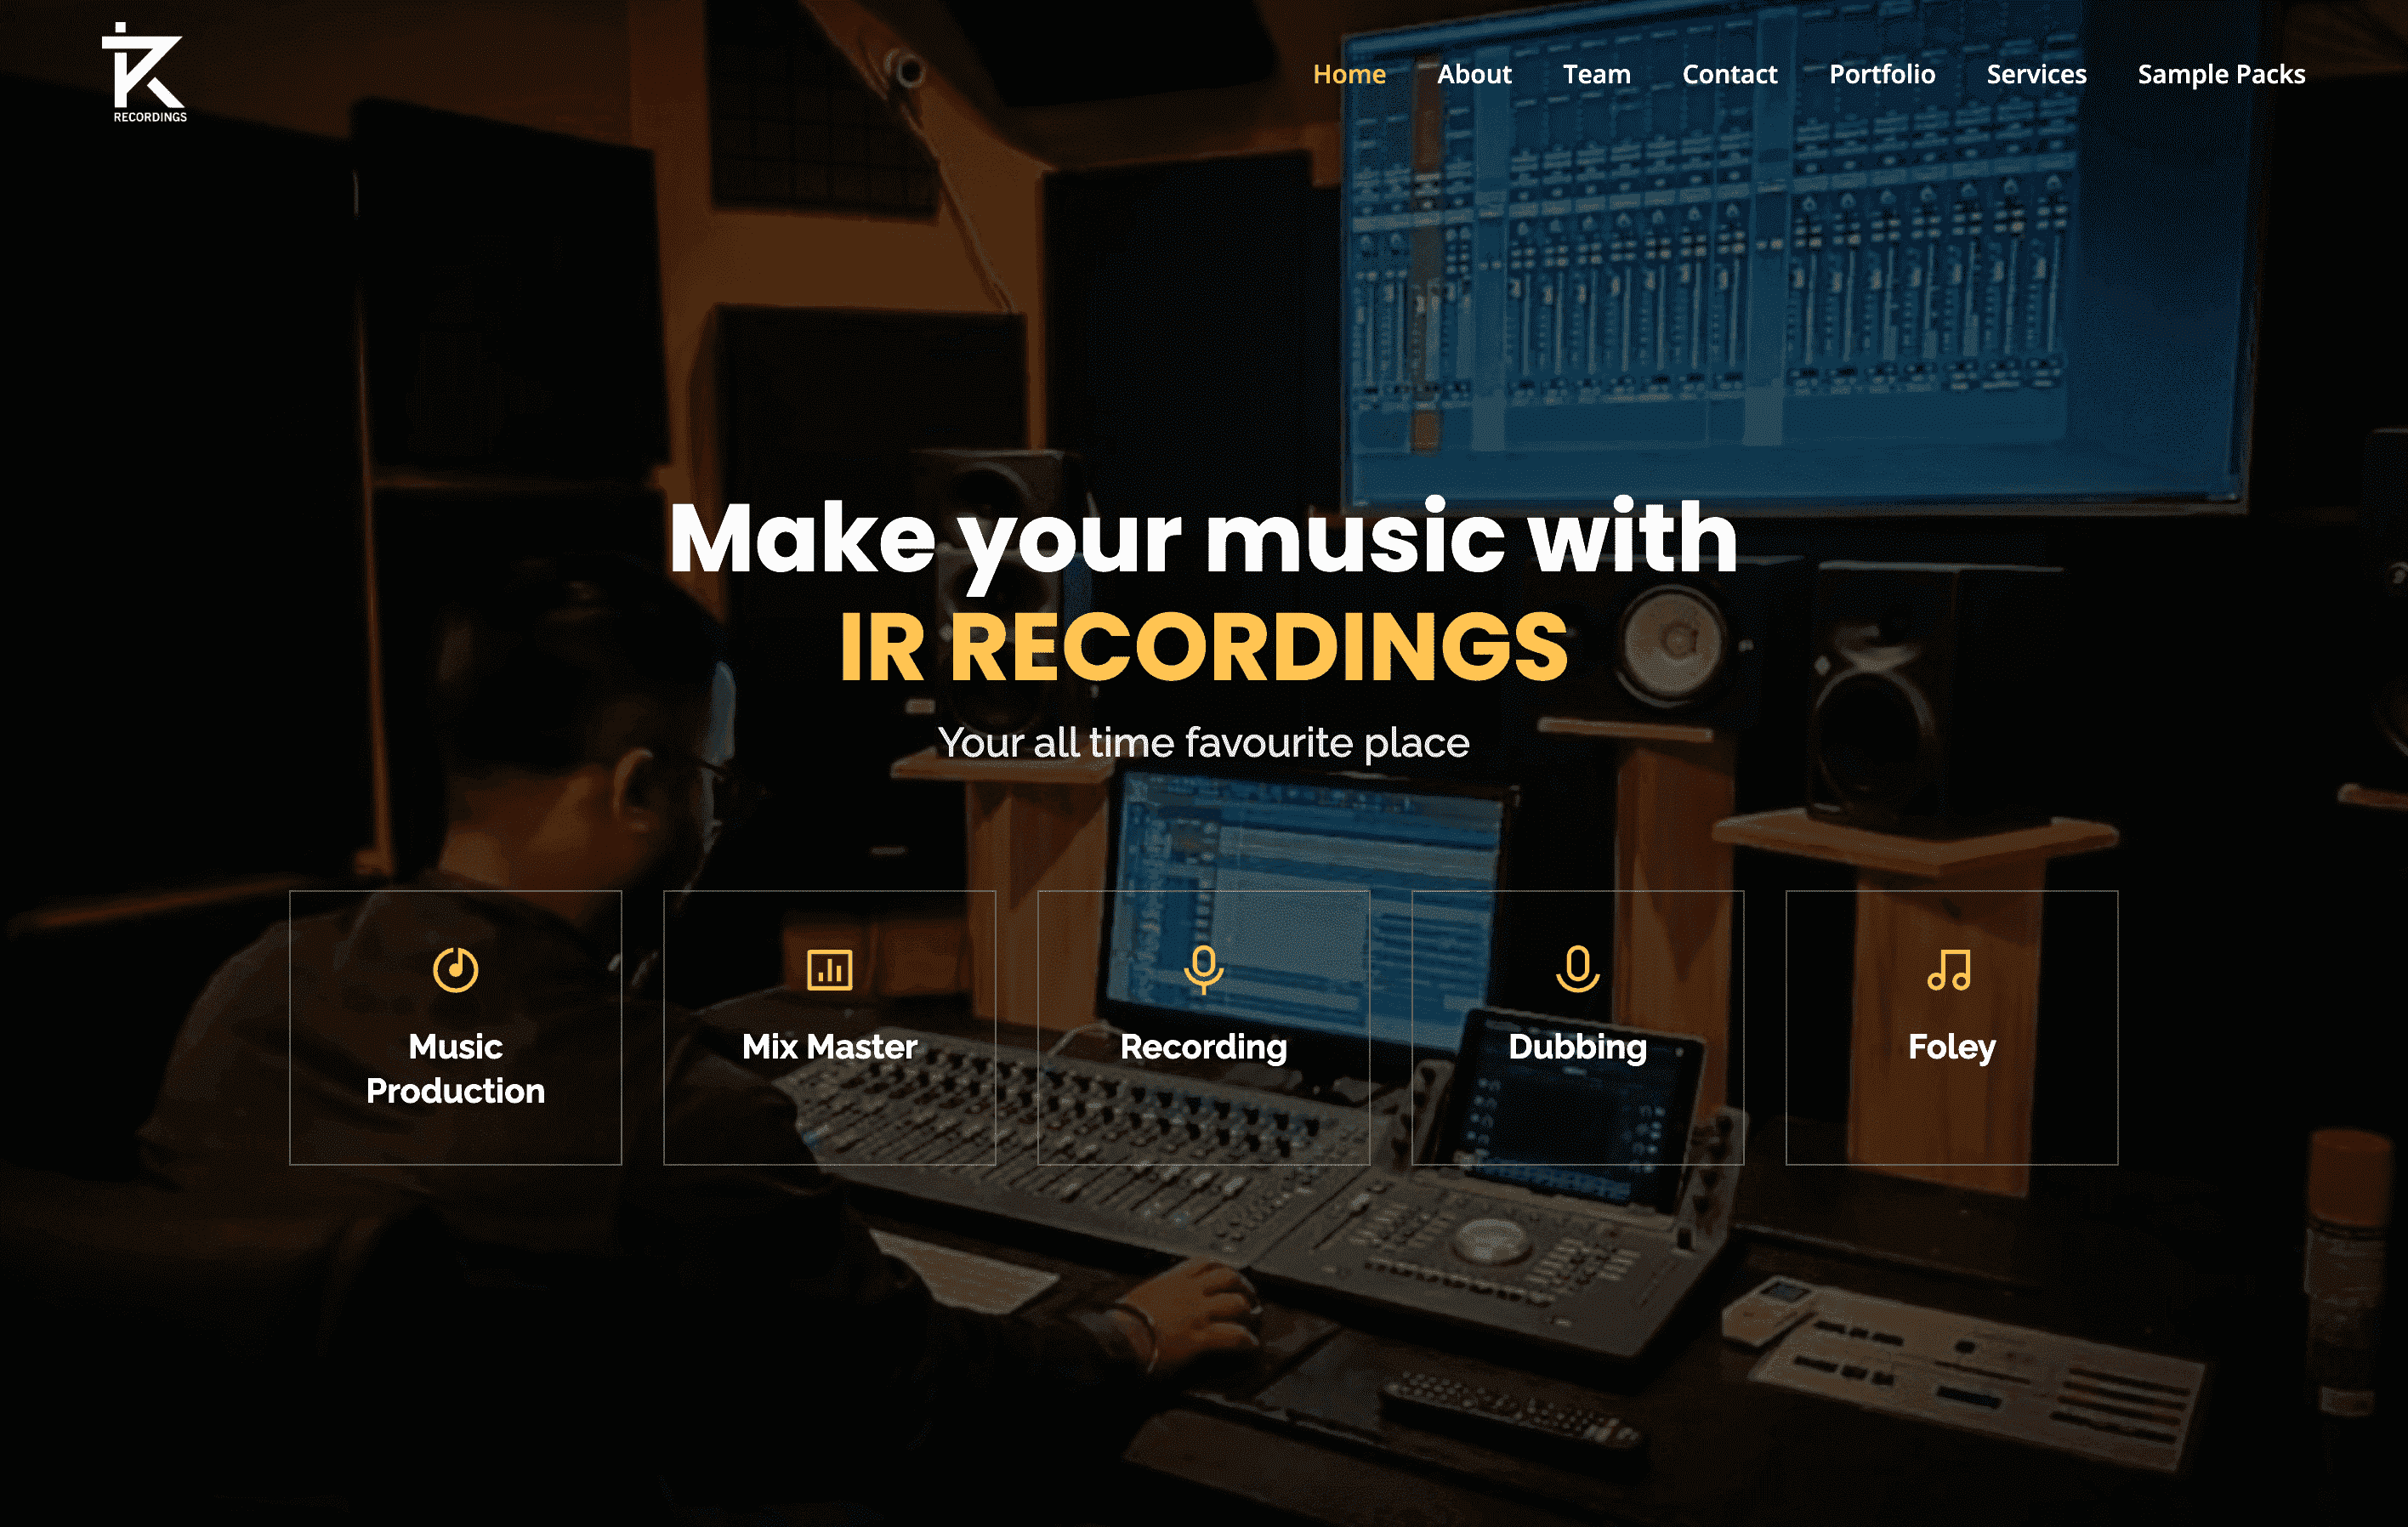 RECORDINGS
Home About Team Contact Portfolio Services Sample Packs
Make your music with
IR RECORDINGS
Your all time favourite place
Music
Production
Mix Master
Recording
Dubbing
Foley